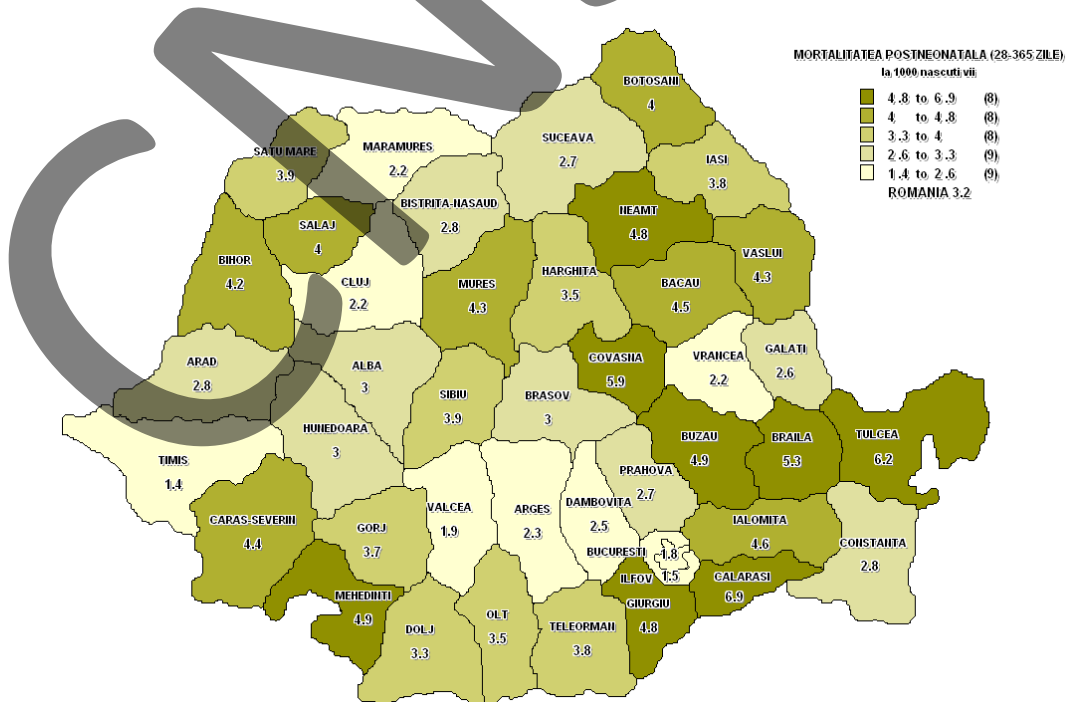 MORTALITATEA POSTNEONATALA (28-365 ZILE)
la 1000 nascuti vii
4.8 to 6.9 (8)
4 to 4.8 (8)
3.3 to 4 (8)
2.6 to 3.3 (9)
1.4 to 2.6 (9)
ROMANIA 3.2
BOTOSANI
4
SUCEAVA
2.7
IASI
3.8
SATU MARE
3.9
MARAMURES
2.2
BISTRITA-NASAUD
2.8
NEAMT
4.8
SALAJ
4
VASLUI
4.3
BIHOR
4.2
CLUJ
2.2
MURES
4.3
HARGHITA
3.5
BACAU
4.5
ARAD
2.8
ALBA
3
COVASNA
5.9
VRANCEA
2.2
GALATI
2.6
SIBIU
3.9
BRASOV
3
HUNEDOARA
3
BUZAU
4.9
BRAILA
5.3
TULCEA
6.2
TIMIS
1.4
PRAHOVA
2.7
CARAS-SEVERIN
4.4
GORJ
3.7
VALCEA
1.9
ARGES
2.3
DAMBOVITA
2.5
IALOMITA
4.6
CONSTANTA
2.8
BUCURESTI
1.8
ILFOV
1.5
CALARASI
6.9
MEHEDIITI
4.9
GIURGIU
4.8
DOLJ
3.3
OLT
3.5
TELEORMAN
3.8